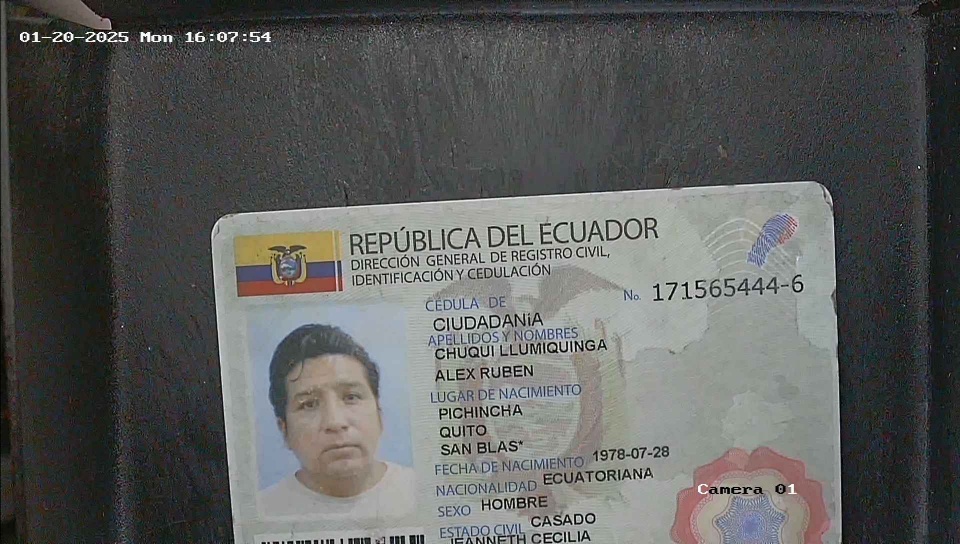 01-20-2025 Mon 16:07:54
REPÚBLICA DEL ECUADOR
DIRECCIÓN GENERAL DE REGISTRO CIVIL,
IDENTIFICACIÓN Y CEDULACIÓN
CÉDULA DE
No. 171565444-6
CIUDADANiA
APELLIDOS Y NOMBRES
CHUQUI LLUMIQUINGA
ALEX RUBEN
LUGAR DE NACIMIENTO
PICHINCHA
QUITO
SAN BLAS*
FECHA DE NACIMIENTO 1978-07-28
NACIONALIDAD ECUATORIANA
SEXO HOMBRE
ESTADO CIVIL CASADO
JEANNETH CECILIA
Camera 01